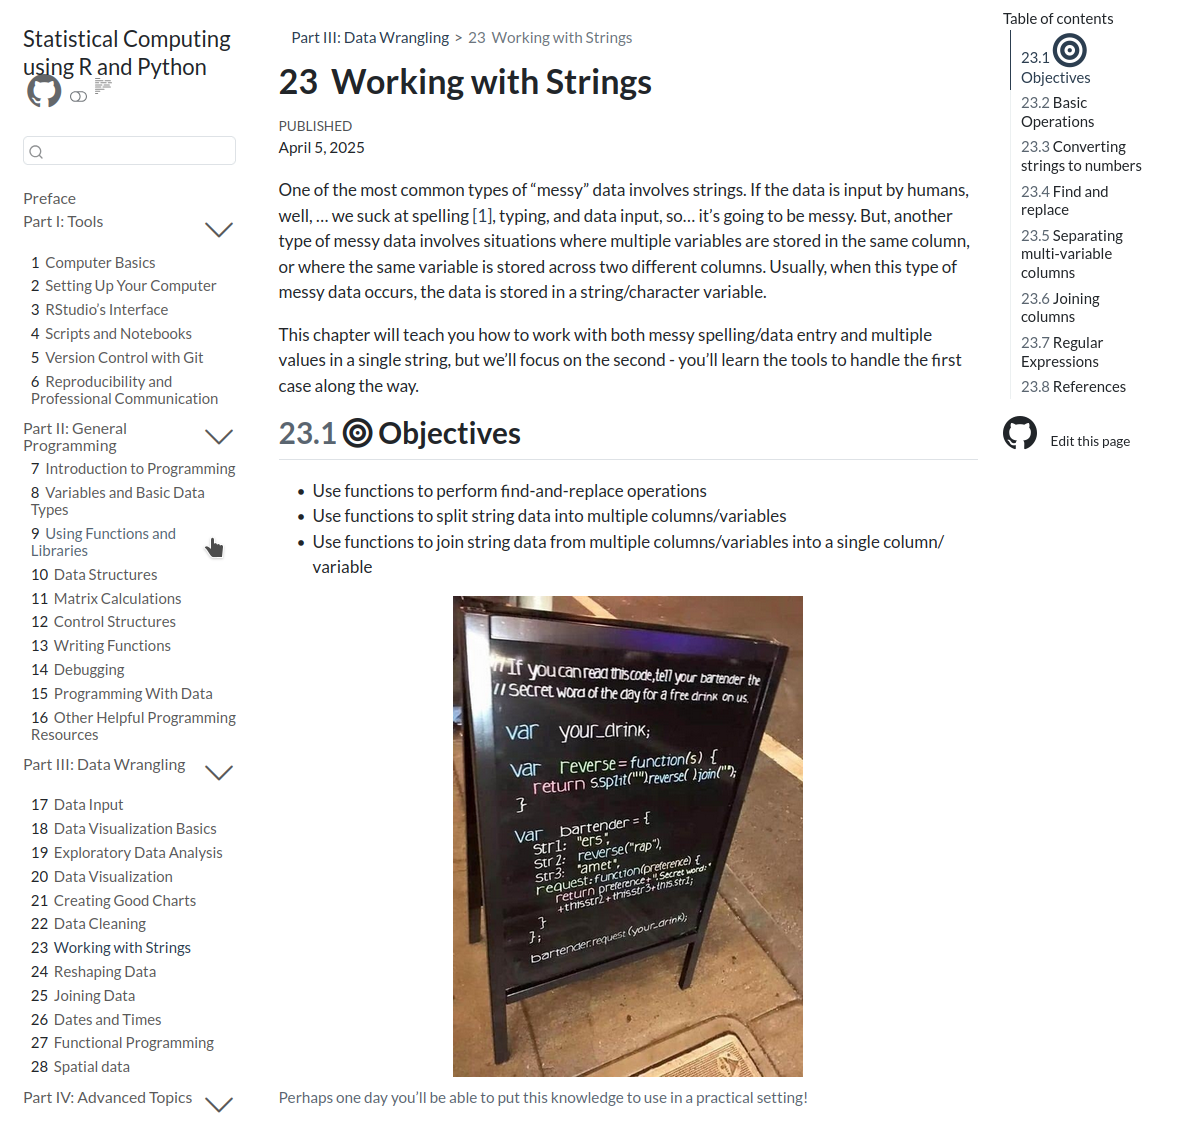 Statistical Computing
using R and Python
Preface
Part I: Tools
1 Computer Basics
2 Setting Up Your Computer
3 RStudio's Interface
4 Scripts and Notebooks
5 Version Control with Git
6 Reproducibility and
Professional Communication
Part II: General
Programming
7 Introduction to Programming
8 Variables and Basic Data
Types
9 Using Functions and
Libraries
10 Data Structures
11 Matrix Calculations
12 Control Structures
13 Writing Functions
14 Debugging
15 Programming With Data
16 Other Helpful Programming
Resources
Part III: Data Wrangling
17 Data Input
18 Data Visualization Basics
19 Exploratory Data Analysis
20 Data Visualization
21 Creating Good Charts
22 Data Cleaning
23 Working with Strings
24 Reshaping Data
25 Joining Data
26 Dates and Times
27 Functional Programming
28 Spatial data
Part IV: Advanced Topics
Part III: Data Wrangling > 23 Working with Strings
23 Working with Strings
PUBLISHED
April 5, 2025
One of the most common types of “messy” data involves strings. If the data is input by humans,
well, … we suck at spelling [1], typing, and data input, so… it’s going to be messy. But, another
type of messy data involves situations where multiple variables are stored in the same column,
or where the same variable is stored across two different columns. Usually, when this type of
messy data occurs, the data is stored in a string/character variable.
This chapter will teach you how to work with both messy spelling/data entry and multiple
values in a single string, but we’ll focus on the second - you’ll learn the tools to handle the first
case along the way.
23.1 Objectives
• Use functions to perform find-and-replace operations
• Use functions to split string data into multiple columns/variables
• Use functions to join string data from multiple columns/variables into a single column/
variable
// If you can read this code, tell your bartender the
// Secret word of the day for a free drink on us.
var your_drink;
var reverse = function(s) {
return s.split("").reverse( ).join("");
}
var bartender = {
str1: "ers",
str2: reverse("rap"),
str3: "amet",
request: function(preference) {
return preference+".Secret word:"
+this.str2+this.str3+this.str1;
}
};
bartender.request(your_drink);
Perhaps one day you’ll be able to put this knowledge to use in a practical setting!
Table of contents
23.1
Objectives
23.2 Basic
Operations
23.3 Converting
strings to numbers
23.4 Find and
replace
23.5 Separating
multi-variable
columns
23.6 Joining
columns
23.7 Regular
Expressions
23.8 References
Edit this page